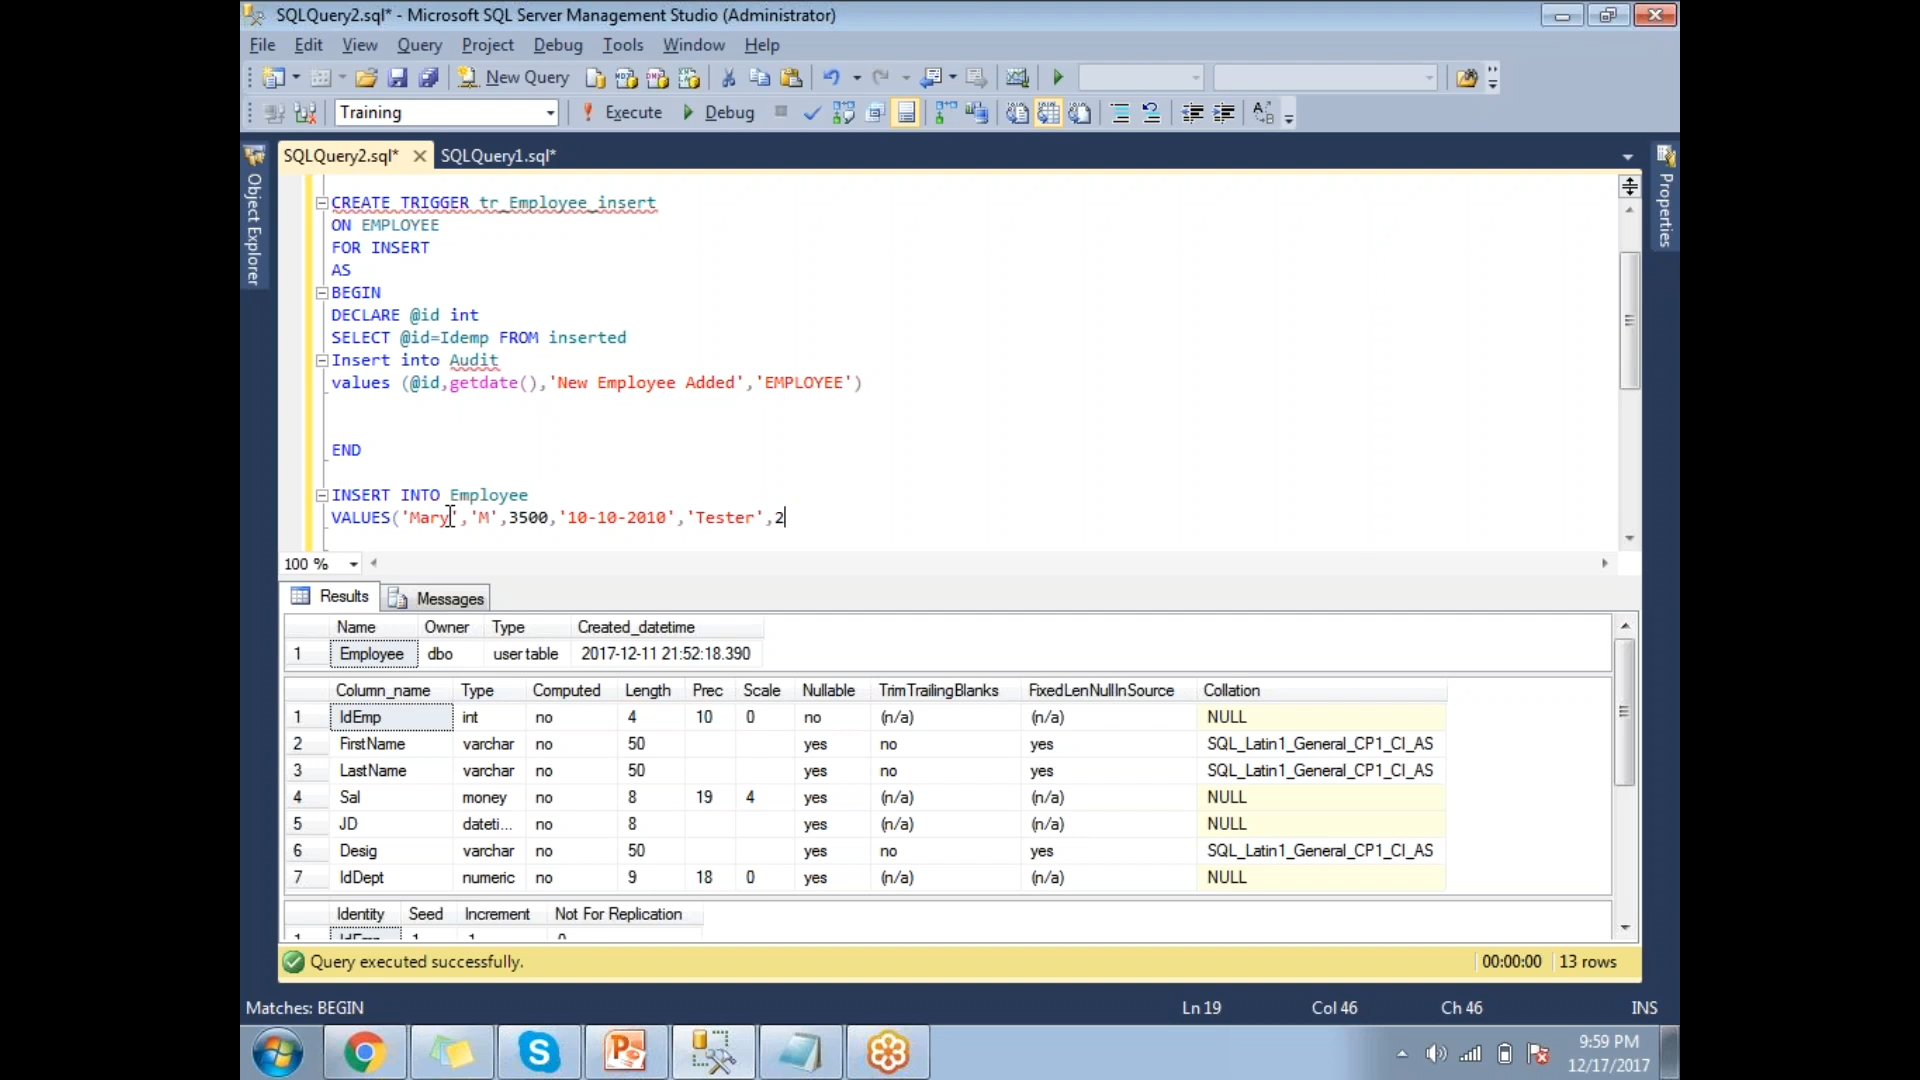 SQLQuery2.sql* - Microsoft SQL Server Management Studio (Administrator)
File Edit View Query Project Debug Tools Window Help
New Query
Training Execute Debug
SQLQuery2.sql* SQLQuery1.sql*
Object Explorer
Properties
CREATE TRIGGER tr_Employee_insert
ON EMPLOYEE
FOR INSERT
AS
BEGIN
DECLARE @id int
SELECT @id=Idemp FROM inserted
Insert into Audit
values (@id,getdate(),'New Employee Added','EMPLOYEE')
END
INSERT INTO Employee
VALUES('Mary','M',3500,'10-10-2010','Tester',2
100 %
Results Messages
Name Owner Type Created_datetime
1 Employee dbo user table 2017-12-11 21:52:18.390
Column_name Type Computed Length Prec Scale Nullable TrimTrailingBlanks FixedLenNullInSource Collation
1 IdEmp int no 4 10 0 no (n/a) (n/a) NULL
2 FirstName varchar no 50 yes no yes SQL_Latin1_General_CP1_CI_AS
3 LastName varchar no 50 yes no yes SQL_Latin1_General_CP1_CI_AS
4 Sal money no 8 19 4 yes (n/a) (n/a) NULL
5 JD dateti... no 8 yes (n/a) (n/a) NULL
6 Desig varchar no 50 yes no yes SQL_Latin1_General_CP1_CI_AS
7 IdDept numeric no 9 18 0 yes (n/a) (n/a) NULL
Identity Seed Increment Not For Replication
1 IdEmp 1 1 0
Query executed successfully. 00:00:00 13 rows
Matches: BEGIN Ln 19 Col 46 Ch 46 INS
9:59 PM
12/17/2017